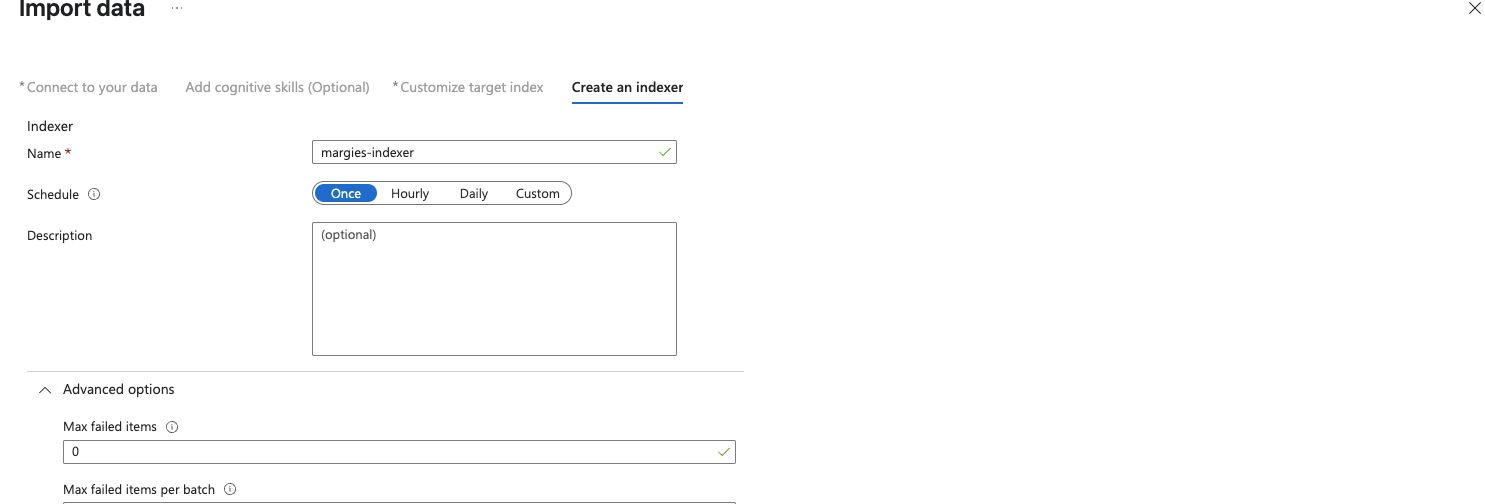 Import data ...
* Connect to your data Add cognitive skills (Optional) * Customize target index Create an indexer
Indexer
Name * margies-indexer
Schedule Once Hourly Daily Custom
Description (optional)
Advanced options
Max failed items
0
Max failed items per batch